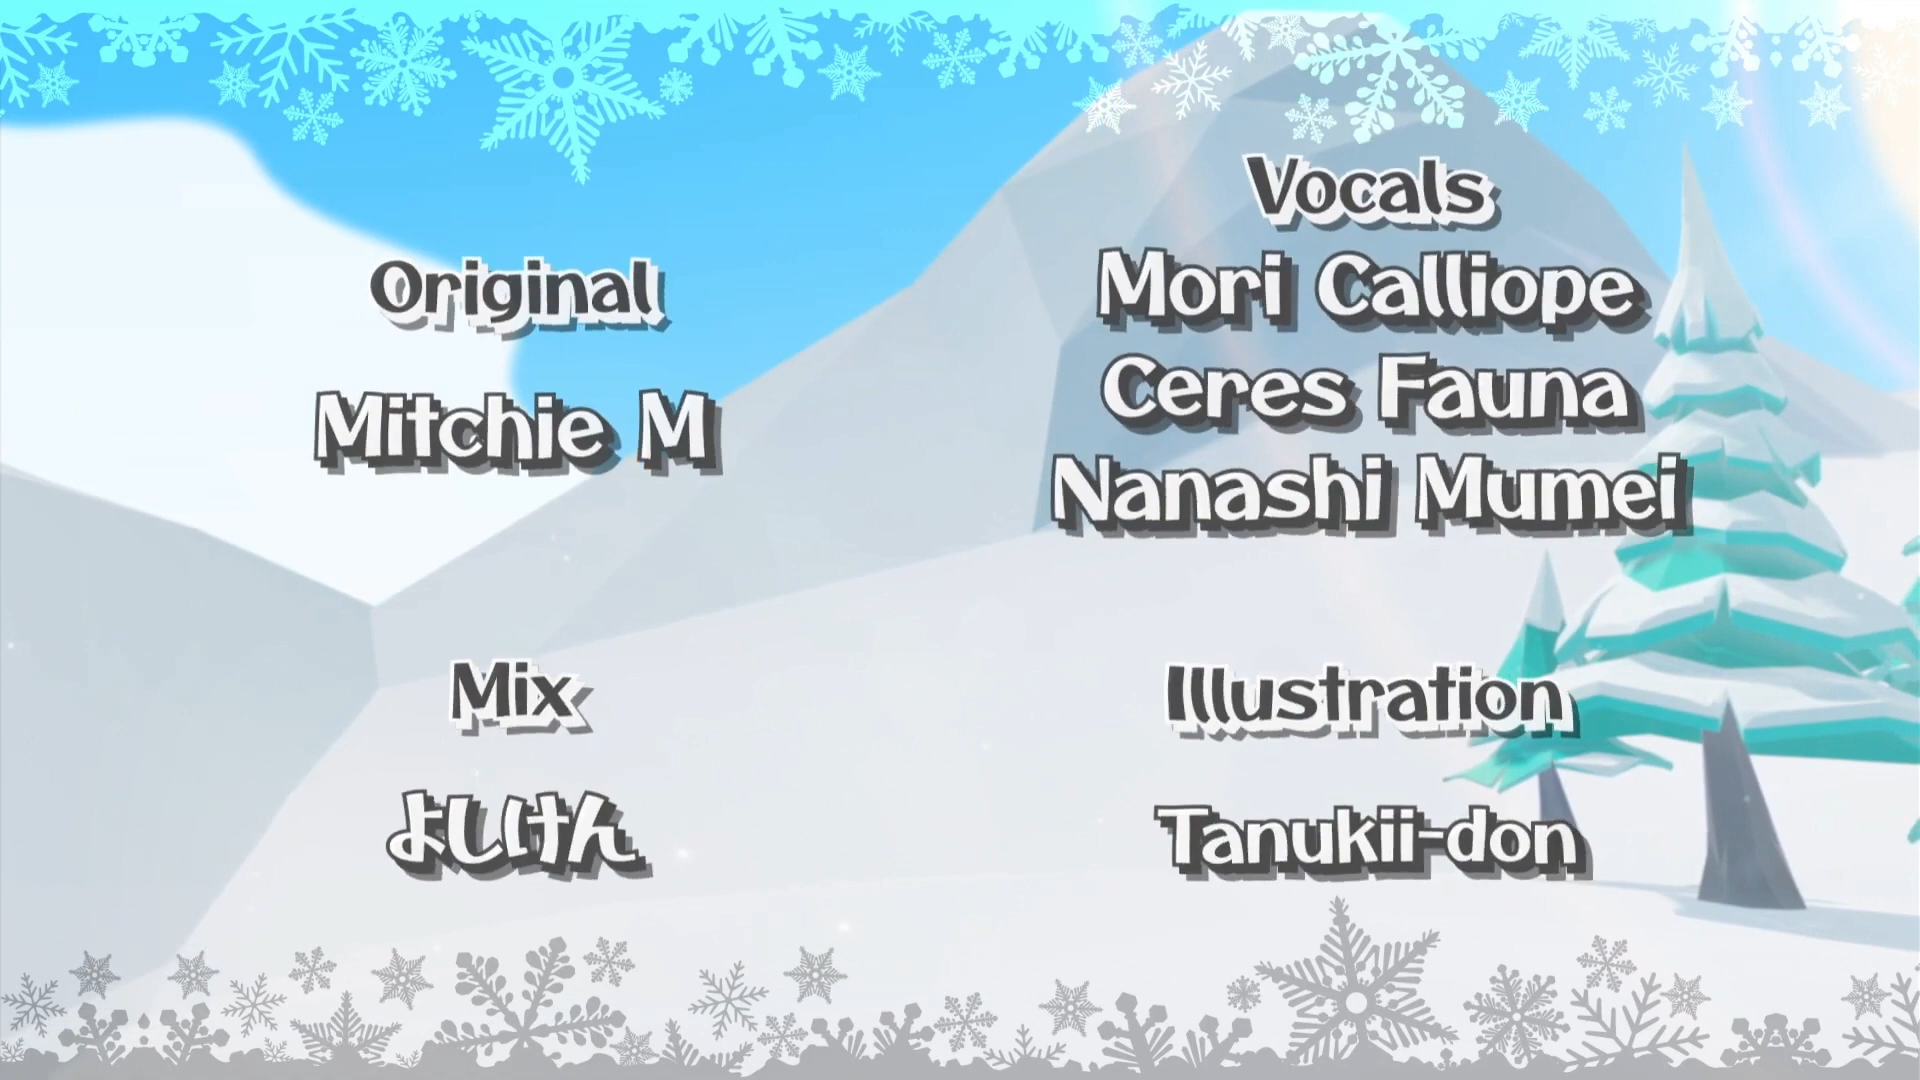 Original
Mitchie M
Vocals
Mori Calliope
Ceres Fauna
Nanashi Mumei
Mix
よしけん
Illustration
Tanukii-don